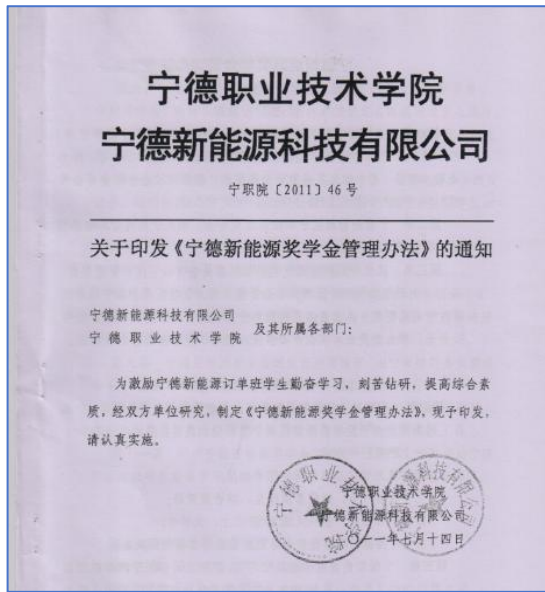 宁德职业技术学院
宁德新能源科技有限公司
宁职院〔2011〕46号
关于印发《宁德新能源奖学金管理办法》的通知
宁德新能源科技有限公司
宁德职业技术学院 及其所属各部门:
为激励宁德新能源订单班学生勤奋学习,刻苦钻研,提高综合素
质,经双方单位研究,制定《宁德新能源奖学金管理办法》,现予印发,
请认真实施。
宁德职业技术学院
宁德新能源科技有限公司
〇一一年七月十四日
宁德职业技术学院